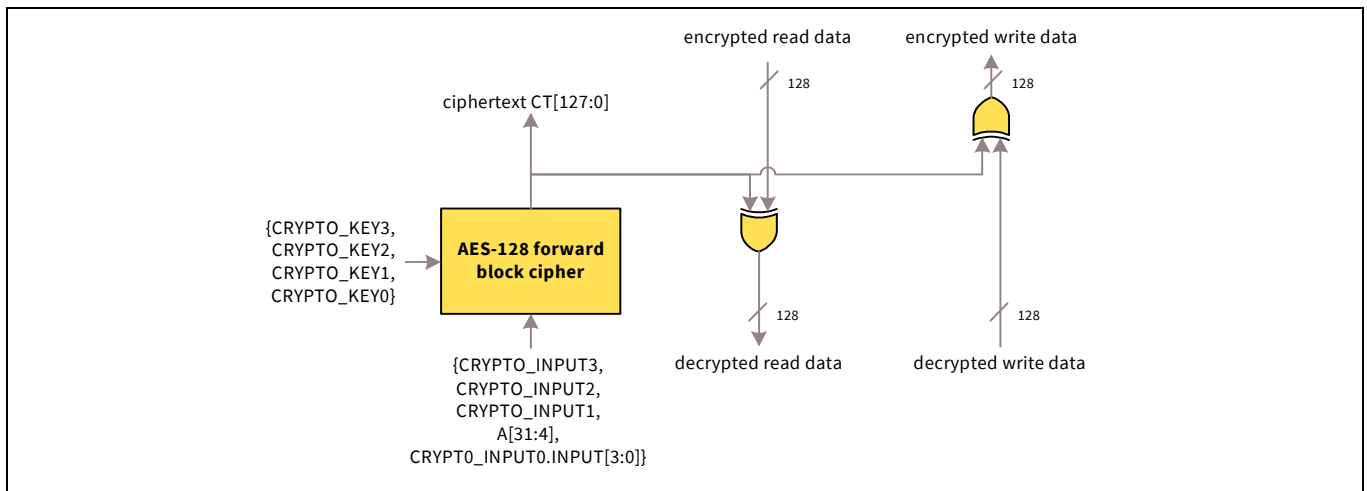 encrypted read data
encrypted write data
128
128
ciphertext CT[127:0]
{CRYPTO_KEY3,
CRYPTO_KEY2,
CRYPTO_KEY1,
CRYPTO_KEY0}
AES-128 forward
block cipher
128
128
{CRYPTO_INPUT3,
CRYPTO_INPUT2,
CRYPTO_INPUT1,
A[31:4],
CRYPT0_INPUT0.INPUT[3:0]}
decrypted read data
decrypted write data